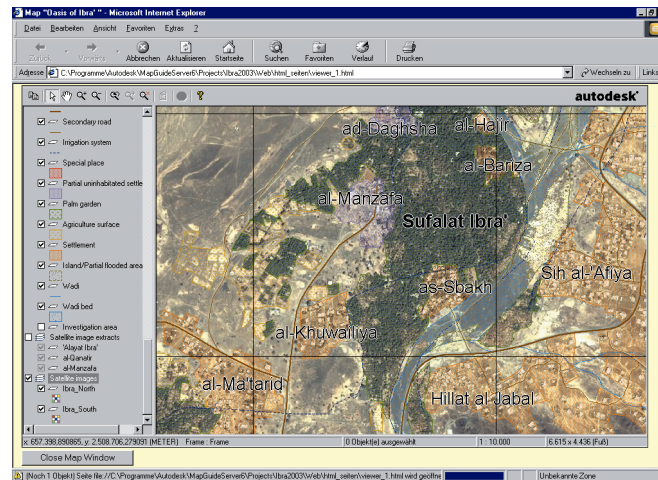 Map "Oasis of Ibra' " - Microsoft Internet Explorer
Datei Bearbeiten Ansicht Favoriten Extras ?
Zurück Vorwärts Abbrechen Aktualisieren Startseite Suchen Favoriten Verlauf Drucken
Adresse C:\Programme\Autodesk\MapGuideServer6\Projects\Ibra2003\Web\html_seiten\viewer_1.html Wechseln zu Links
autodesk
Secondary road
Irrigation system
Special place
Partial uninhabitated settle
Palm garden
Agriculture surface
Settlement
Island/Partial flooded area
Wadi
Wadi bed
Investigation area
Satellite image extracts
'Alayat Ibra'
al-Qanatir
al-Manzafa
Satellite images
Ibra_North
Ibra_South
ad-Daghsha al-Hajir
al-Bariza
al-Manzafa
Sufalat Ibra'
Sih al-'Afiya
as-Sbakh
al-Khuwailiya
al-Ma'tarid
Hillat al Jabal
x: 657.398,890865, y: 2.508.706,279091 (METER) Frame : Frame 0 Objekt(e) ausgewählt 1 : 10.000 6.615 x 4.436 (Fuß)
Close Map Window
(Noch 1 Objekt) Seite file://C:\Programme\Autodesk\MapGuideServer6\Projects\Ibra2003\Web\html_seiten\viewer_1.html wird geöffne Unbekannte Zone